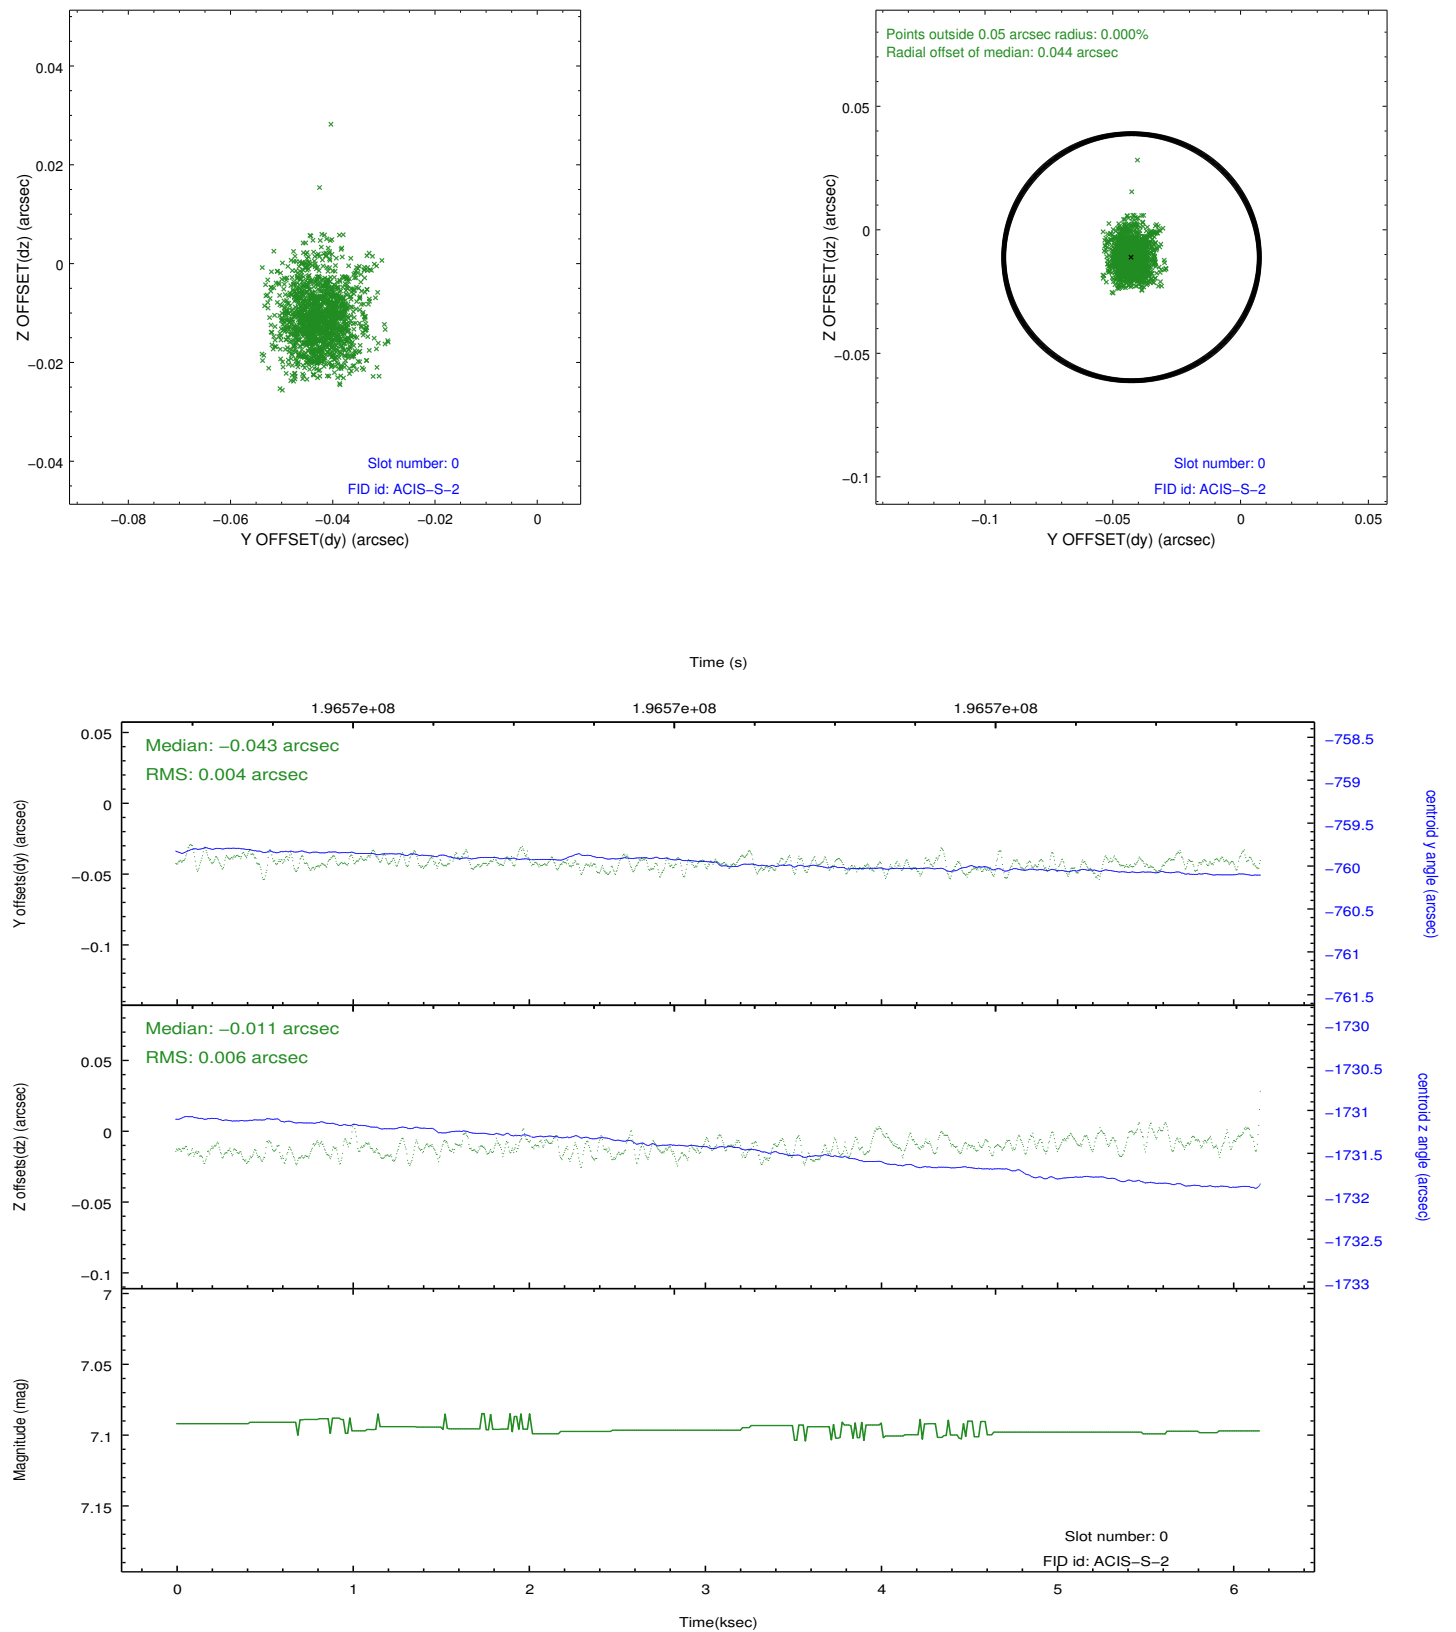 0.04
0.02
0
−0.02
−0.04
Z OFFSET(dz) (arcsec)
Slot number: 0
FID id: ACIS−S−2
−0.08
−0.06
−0.04
−0.02
0
Y OFFSET(dy) (arcsec)
Points outside 0.05 arcsec radius: 0.000%
Radial offset of median: 0.044 arcsec
0.05
0
−0.05
−0.1
Z OFFSET(dz) (arcsec)
Slot number: 0
FID id: ACIS−S−2
−0.1
−0.05
0
0.05
Y OFFSET(dy) (arcsec)
Time (s)
1.9657e+08
1.9657e+08
1.9657e+08
Median: −0.043 arcsec
RMS: 0.004 arcsec
0.05
0
−0.05
−0.1
Y offsets(dy) (arcsec)
−758.5
−759
−759.5
−760
−760.5
−761
−761.5
centroid y angle (arcsec)
Median: −0.011 arcsec
RMS: 0.006 arcsec
0.05
0
−0.05
−0.1
Z offsets(dz) (arcsec)
−1730
−1730.5
−1731
−1731.5
−1732
−1732.5
−1733
centroid z angle (arcsec)
7
7.05
7.1
7.15
Magnitude (mag)
Slot number: 0
FID id: ACIS−S−2
0
1
2
3
4
5
6
Time(ksec)